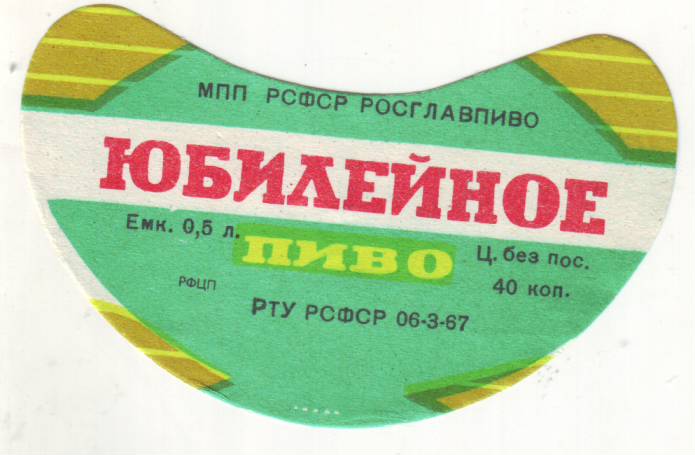 МПП РСФСР РОСГЛАВПИВО
ЮБИЛЕЙНОЕ
Емк. 0,5 л.
ПИВО
Ц. без пос.
40 коп.
РФЦП
РТУ РСФСР 06-3-67